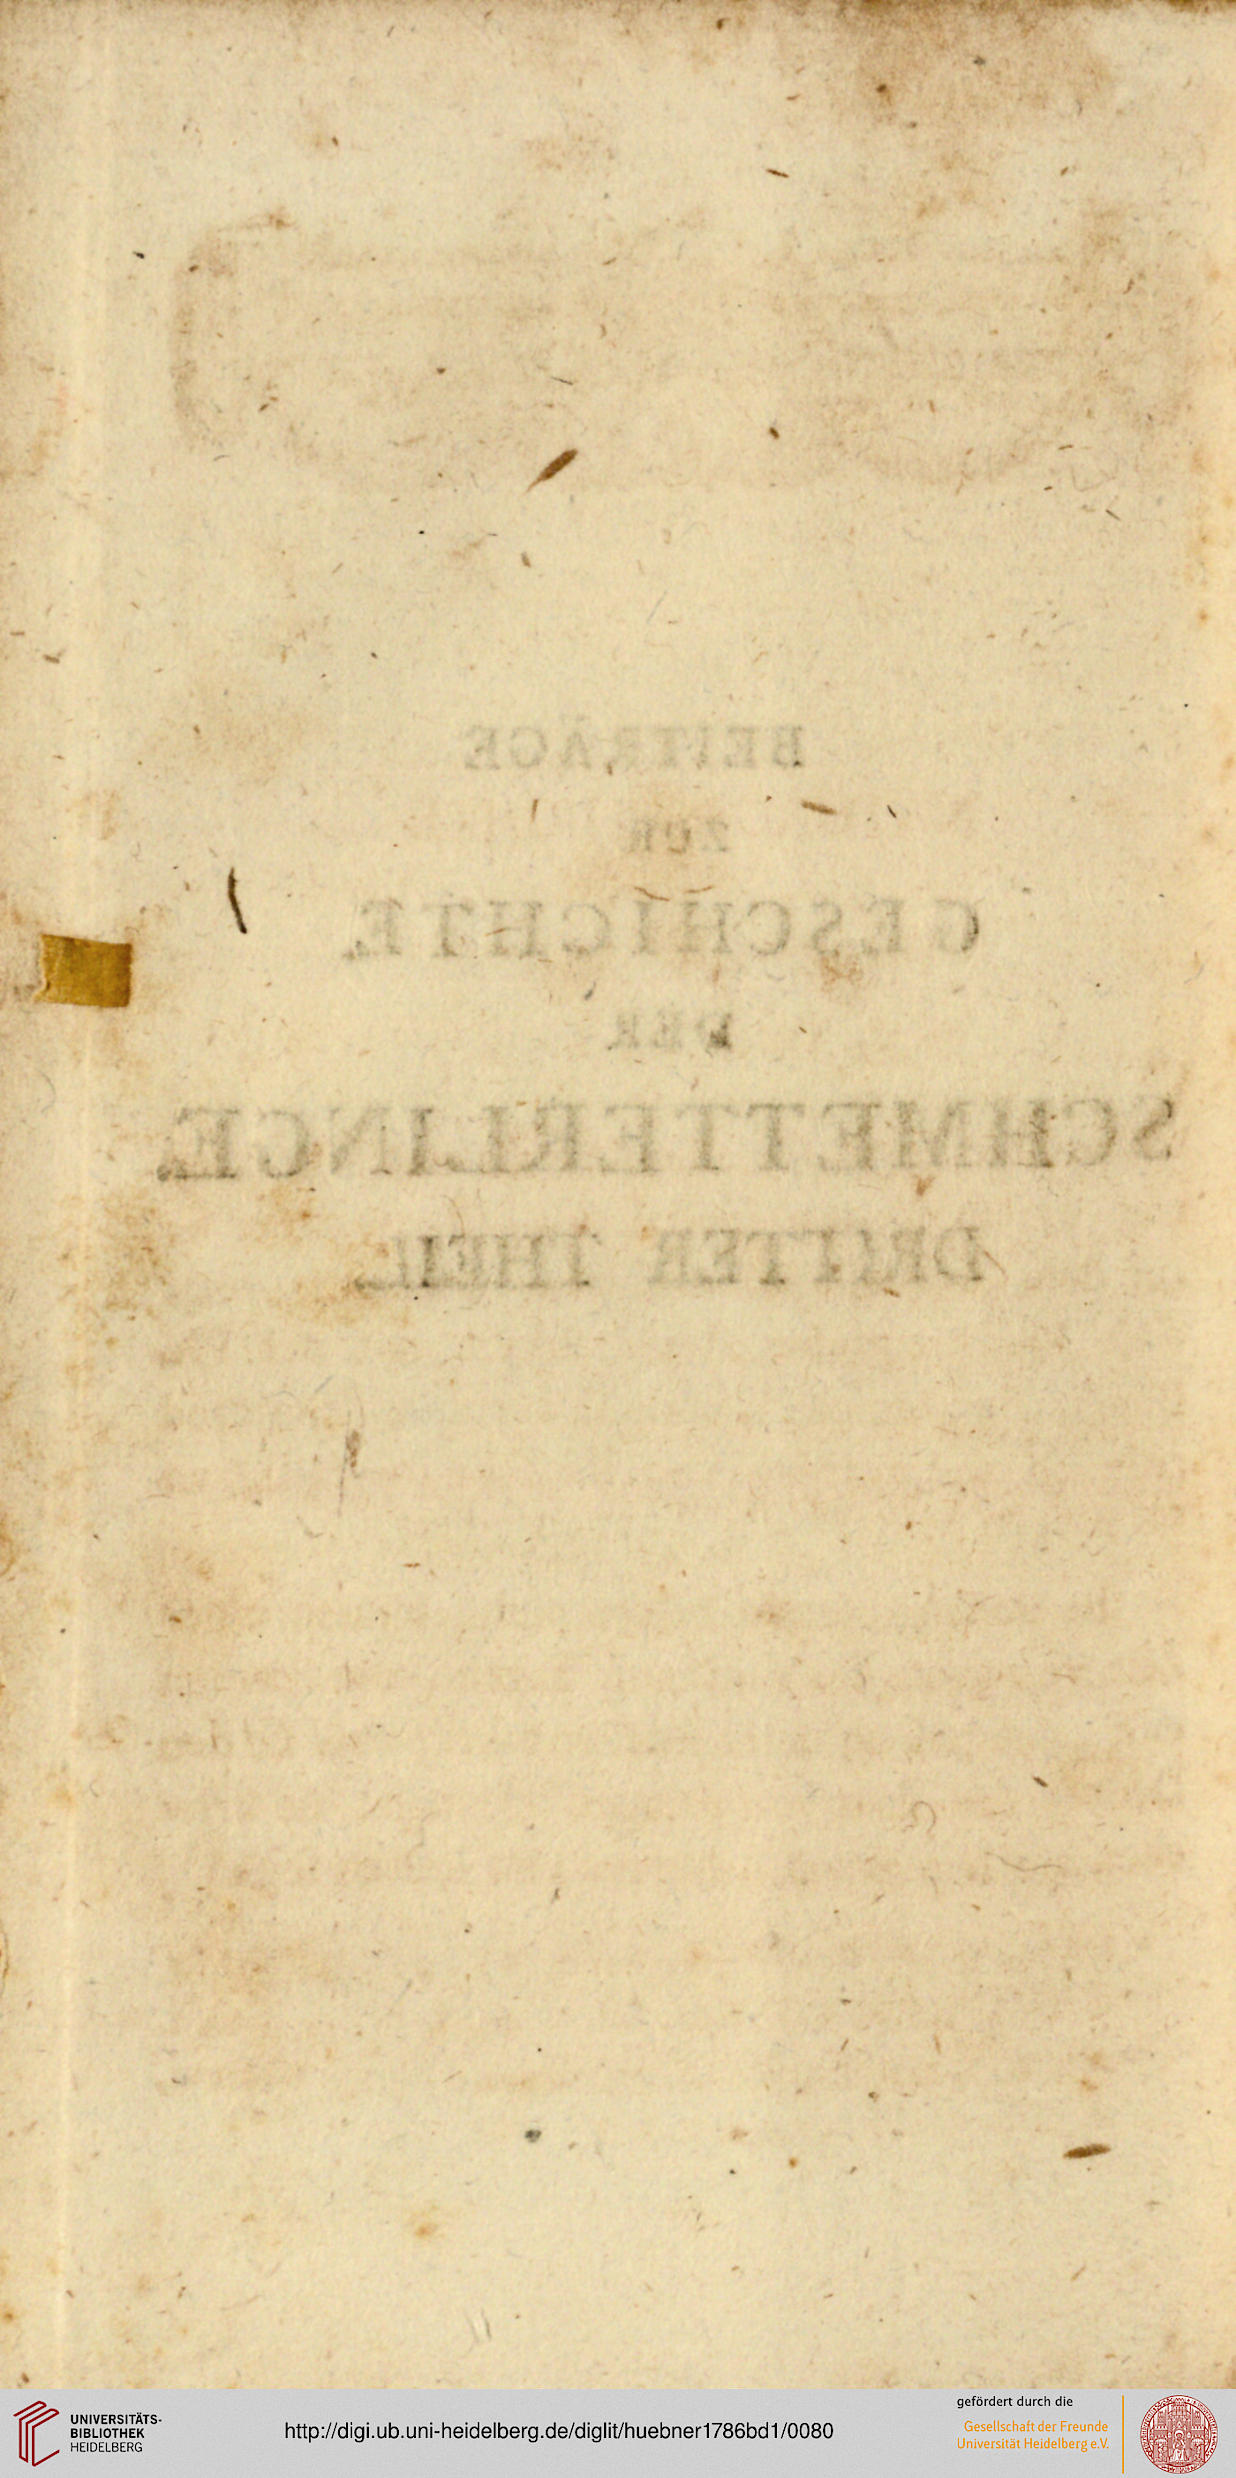 BEITRÄGE
ZUR
GESCHICHTE
DER
SCHMETTERLINGE.
DRITTER THEIL.
UNIVERSITÄTS-
BIBLIOTHEK
HEIDELBERG
http://digi.ub.uni-heidelberg.de/diglit/huebner1786bd1/0080
gefördert durch die
Gesellschaft der Freunde
Universität Heidelberg e.V.